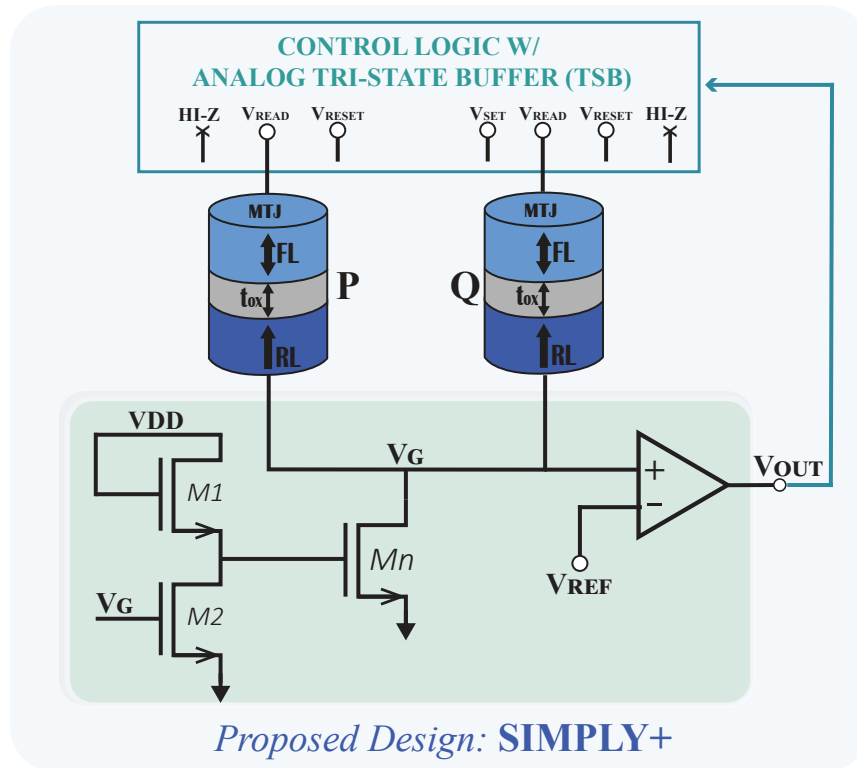 CONTROL LOGIC W/
ANALOG TRI-STATE BUFFER (TSB)
HI-Z VREAD VRESET VSET VREAD VRESET HI-Z
MTJ MTJ
FL FL
P Q
tox tox
RL RL
VDD
VG
VOUT
M1
+
-
Mn
VREF
VG
M2
Proposed Design: SIMPLY+